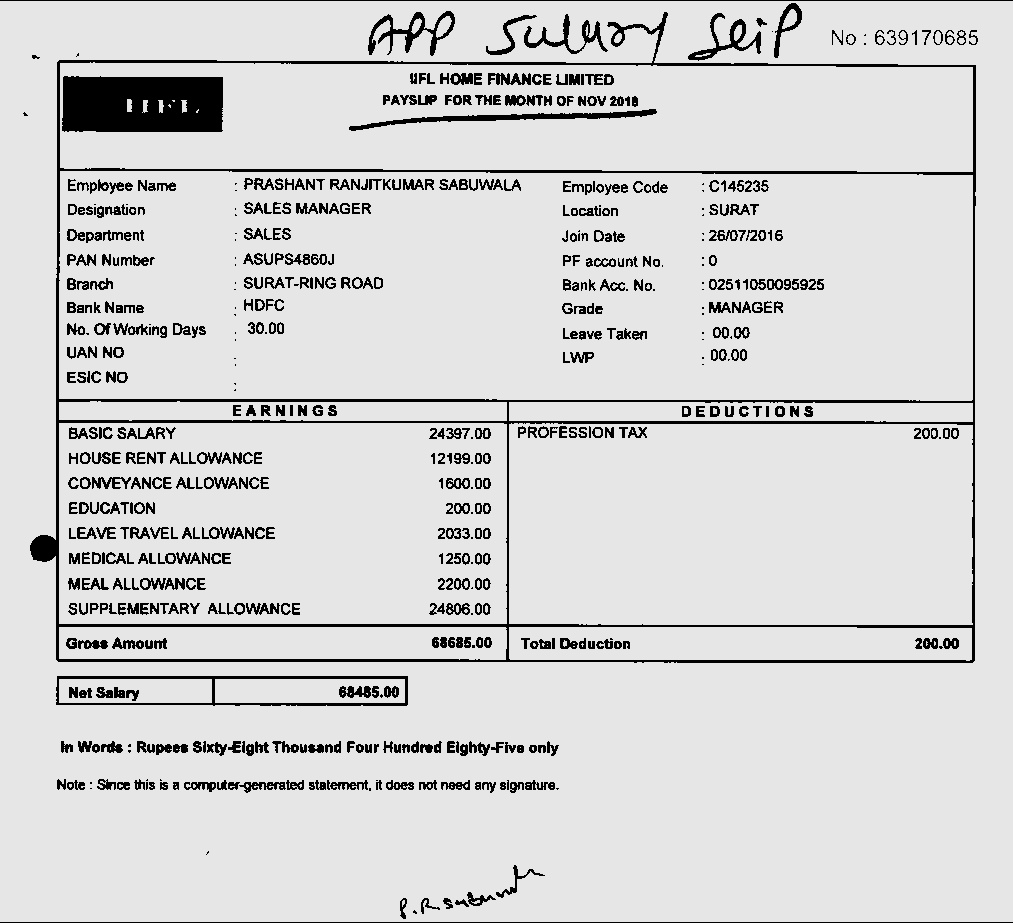 APP Salary Seip
No : 639170685
IIFL
IIFL HOME FINANCE LIMITED
PAYSLIP FOR THE MONTH OF NOV 2018
Employee Name : PRASHANT RANJITKUMAR SABUWALA Employee Code : C145235
Designation : SALES MANAGER Location : SURAT
Department : SALES Join Date : 26/07/2016
PAN Number : ASUPS4860J PF account No. : 0
Branch : SURAT-RING ROAD Bank Acc. No. : 02511050095925
Bank Name : HDFC Grade : MANAGER
No. Of Working Days : 30.00 Leave Taken : 00.00
UAN NO : LWP : 00.00
ESIC NO :
EARNINGS DEDUCTIONS
BASIC SALARY 24397.00 PROFESSION TAX 200.00
HOUSE RENT ALLOWANCE 12199.00
CONVEYANCE ALLOWANCE 1600.00
EDUCATION 200.00
LEAVE TRAVEL ALLOWANCE 2033.00
MEDICAL ALLOWANCE 1250.00
MEAL ALLOWANCE 2200.00
SUPPLEMENTARY ALLOWANCE 24806.00
Gross Amount 68685.00 Total Deduction 200.00
Net Salary 68485.00
In Words : Rupees Sixty-Eight Thousand Four Hundred Eighty-Five only
Note : Since this is a computer-generated statement, it does not need any signature.